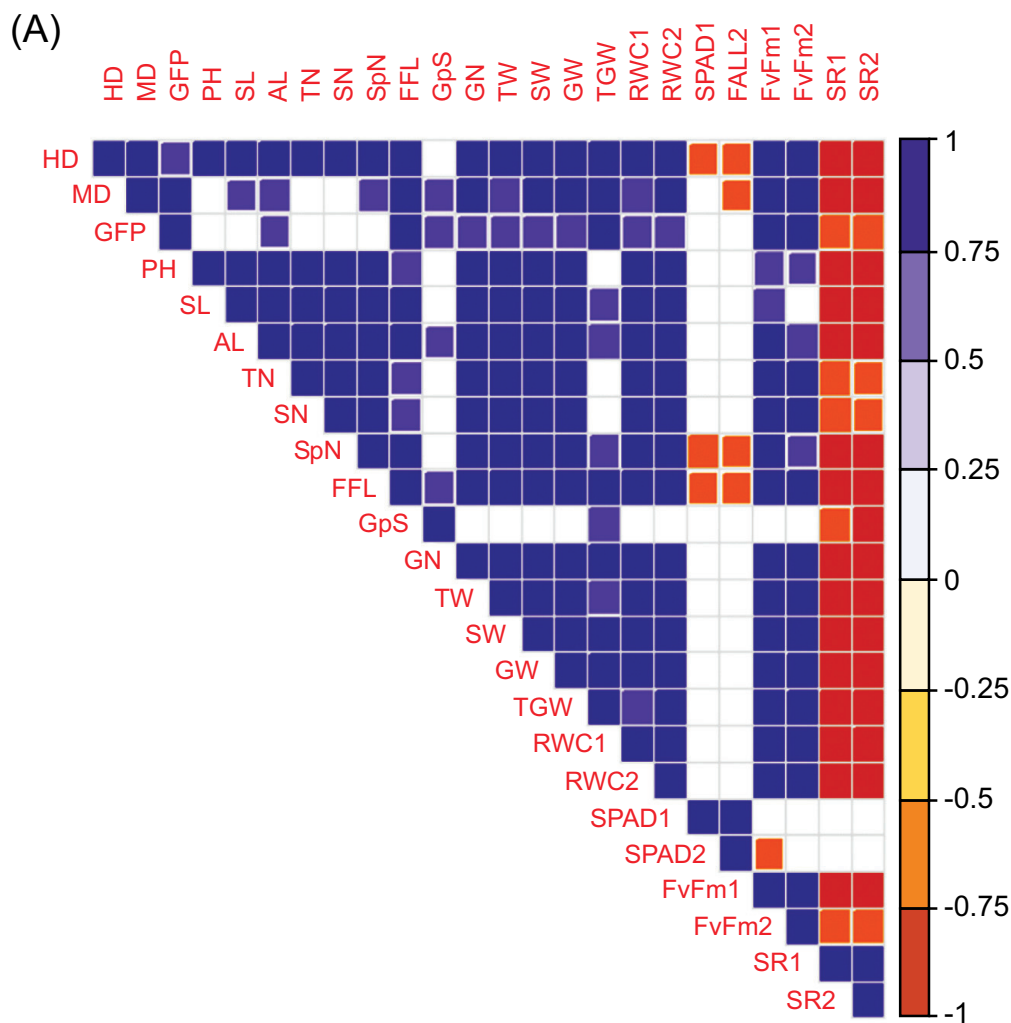 (A)
HD MD GFP PH SL AL TN SN SpN FFL GpS GN TW SW GW TGW RWC1 RWC2 SPAD1 FALL2 FvFm1 FvFm2 SR1 SR2
HD
MD
GFP
PH
SL
AL
TN
SN
SpN
FFL
GpS
GN
TW
SW
GW
TGW
RWC1
RWC2
SPAD1
SPAD2
FvFm1
FvFm2
SR1
SR2
1
0.75
0.5
0.25
0
-0.25
-0.5
-0.75
-1